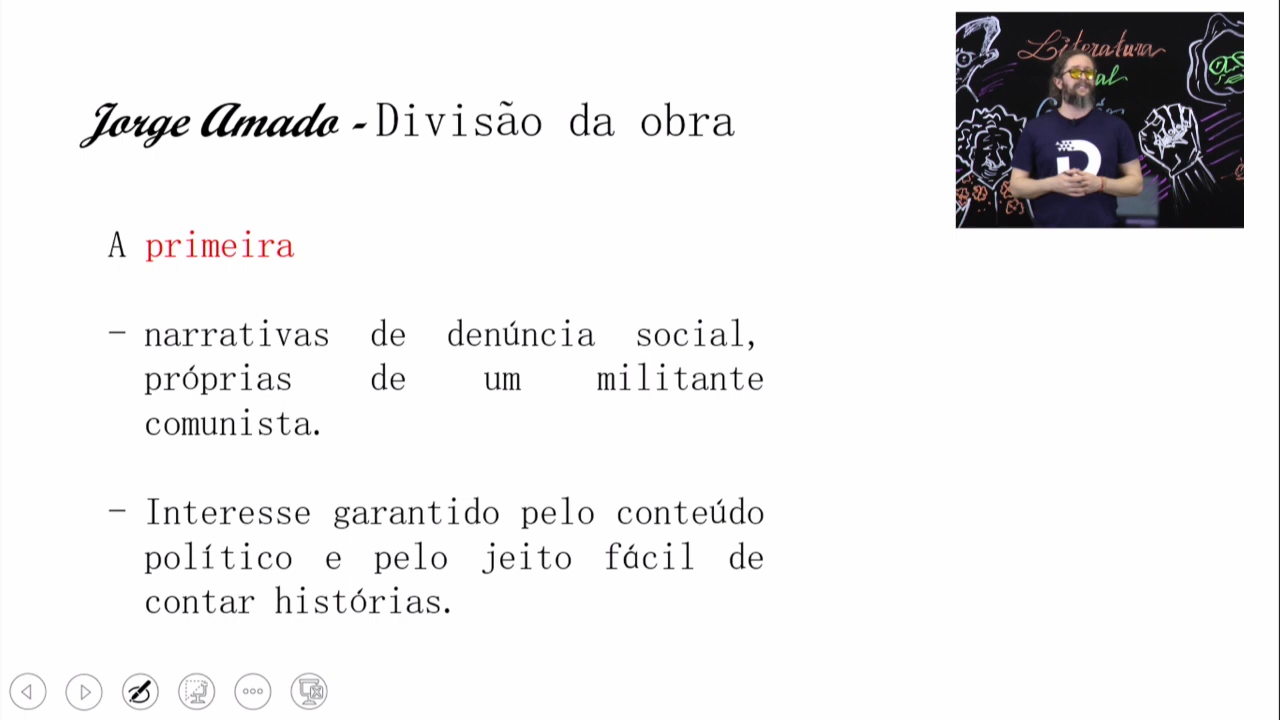 Jorge Amado - Divisão da obra
A primeira
- narrativas de denúncia social,
próprias de um militante
comunista.
- Interesse garantido pelo conteúdo
político e pelo jeito fácil de
contar histórias.
Literatura